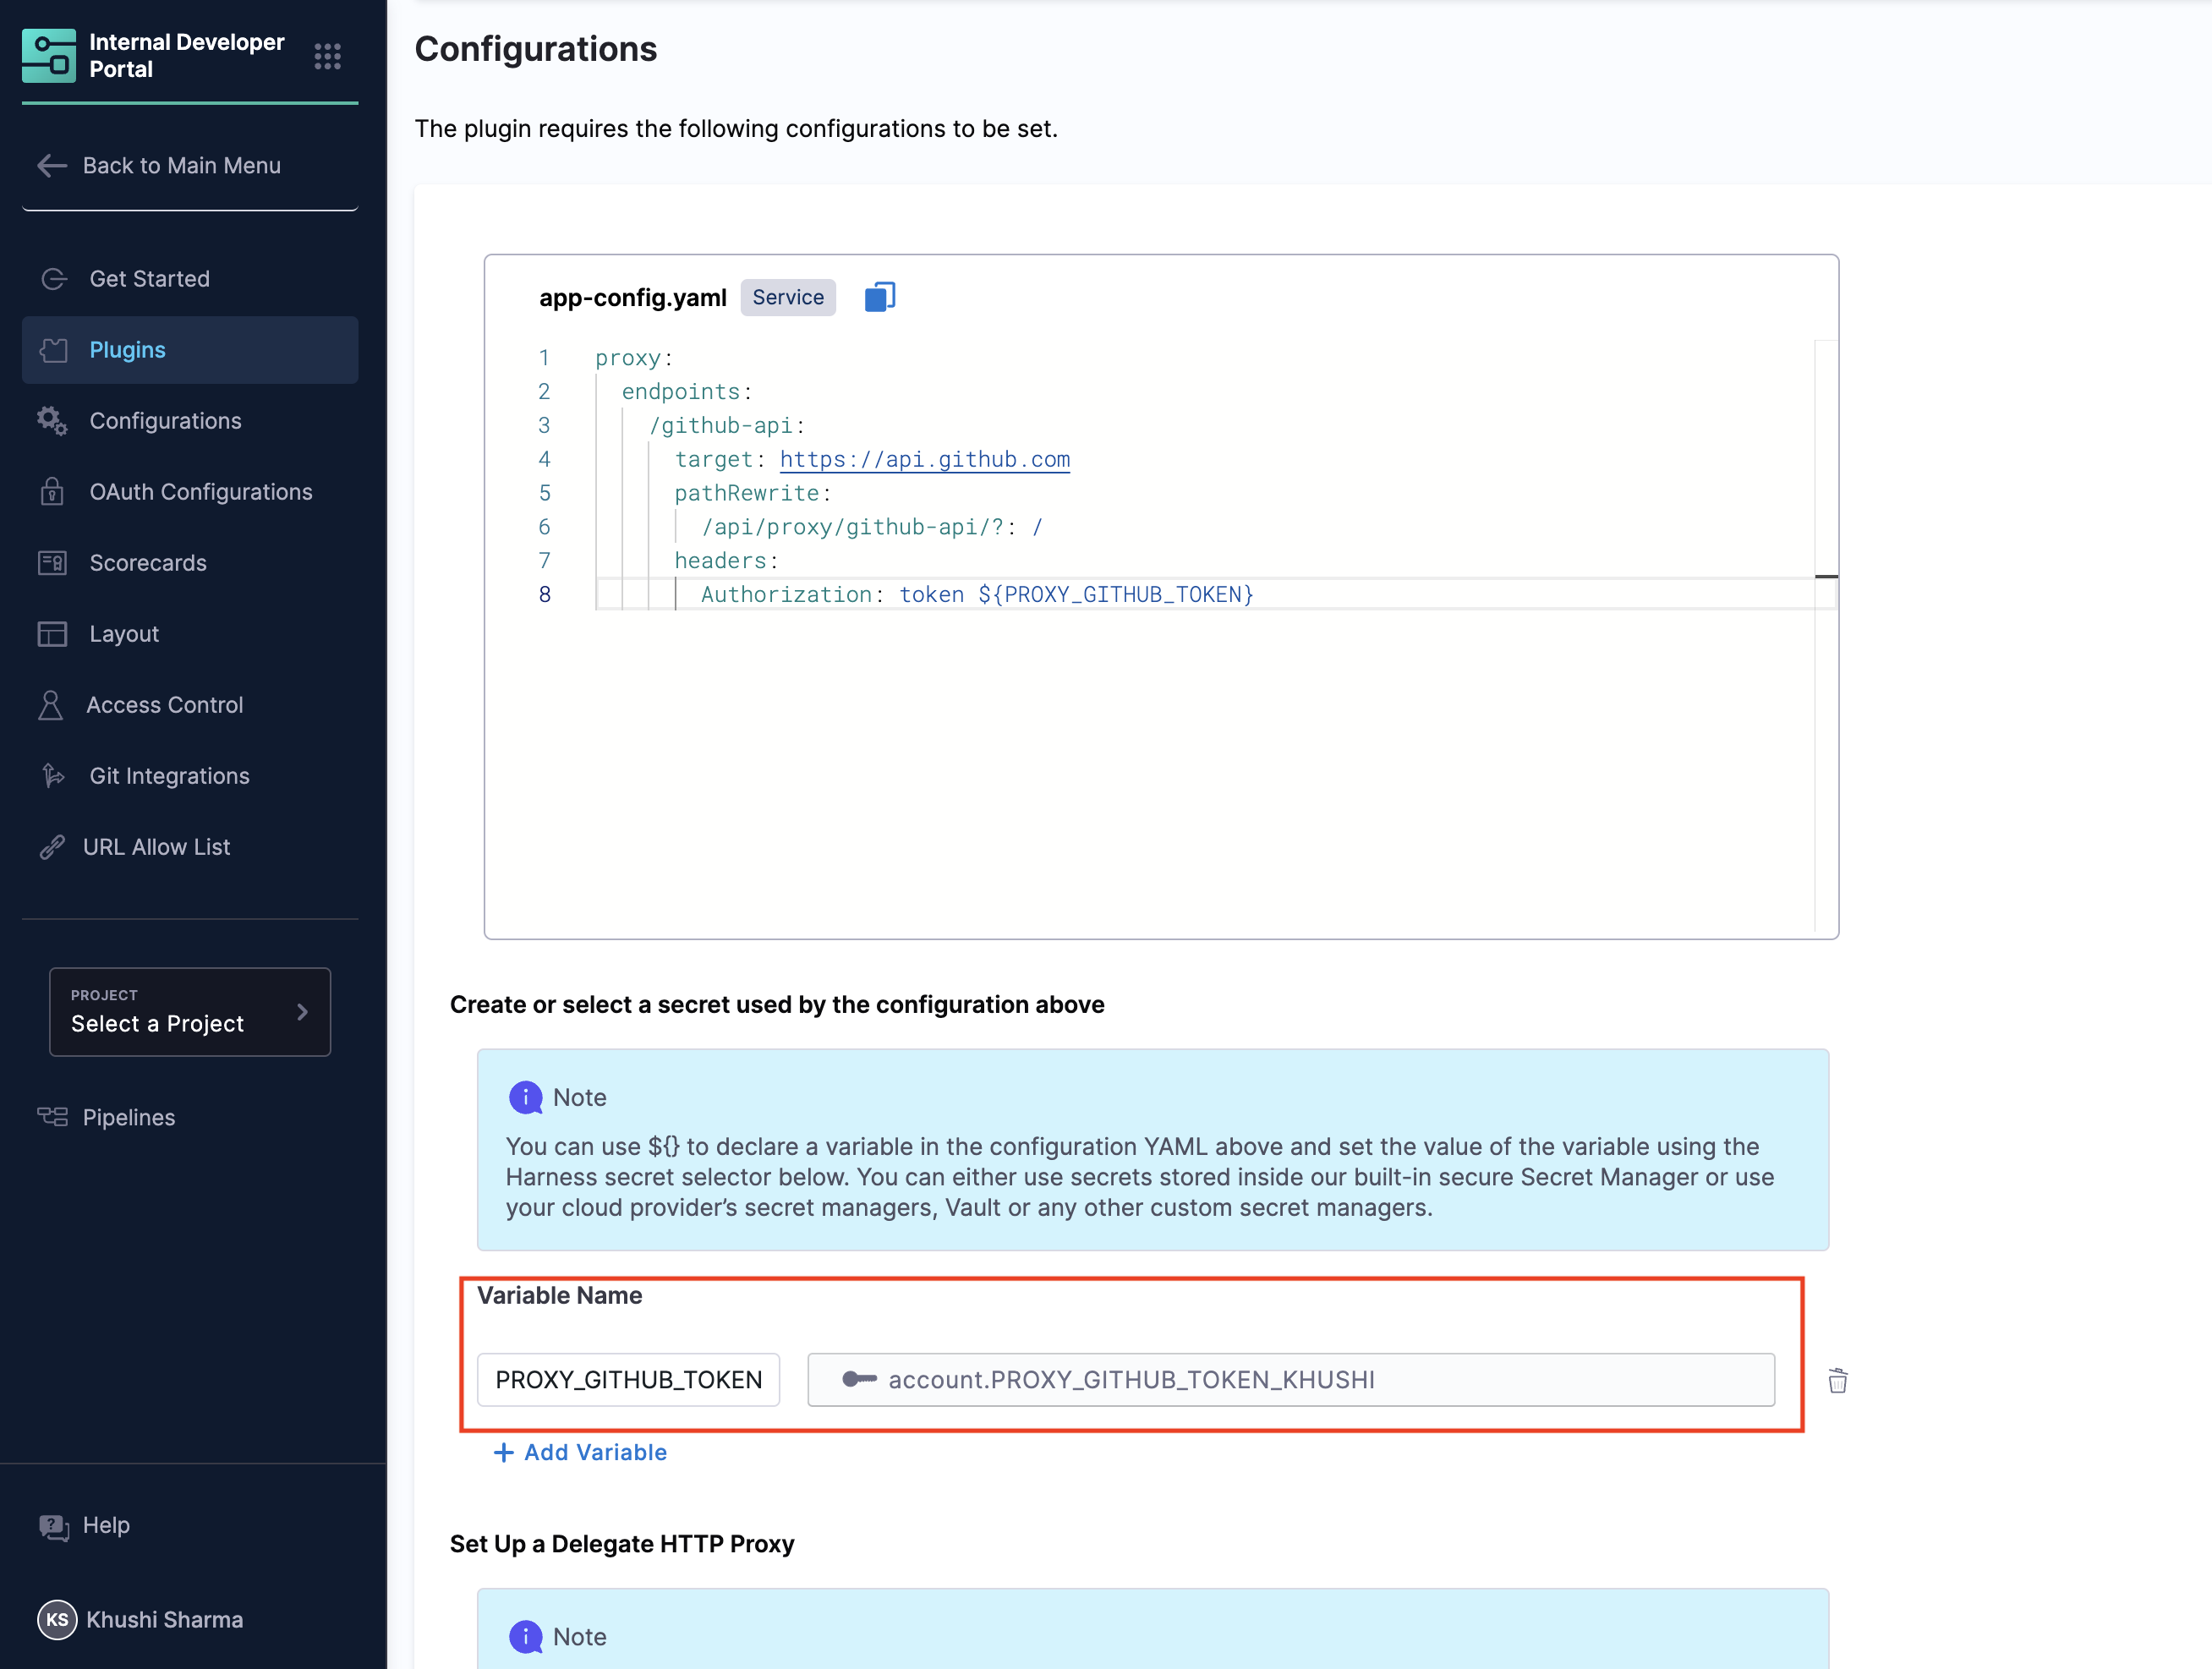 Internal Developer
Portal
Back to Main Menu
Get Started
Plugins
Configurations
OAuth Configurations
Scorecards
Layout
Access Control
Git Integrations
URL Allow List
PROJECT
Select a Project
Pipelines
Help
KS Khushi Sharma
Configurations
The plugin requires the following configurations to be set.
app-config.yaml Service
1 proxy:
2 endpoints:
3 /github-api:
4 target: https://api.github.com
5 pathRewrite:
6 /api/proxy/github-api/?: /
7 headers:
8 Authorization: token ${PROXY_GITHUB_TOKEN}
Create or select a secret used by the configuration above
i Note
You can use ${} to declare a variable in the configuration YAML above and set the value of the variable using the
Harness secret selector below. You can either use secrets stored inside our built-in secure Secret Manager or use
your cloud provider’s secret managers, Vault or any other custom secret managers.
Variable Name
PROXY_GITHUB_TOKEN account.PROXY_GITHUB_TOKEN_KHUSHI
+ Add Variable
Set Up a Delegate HTTP Proxy
i Note